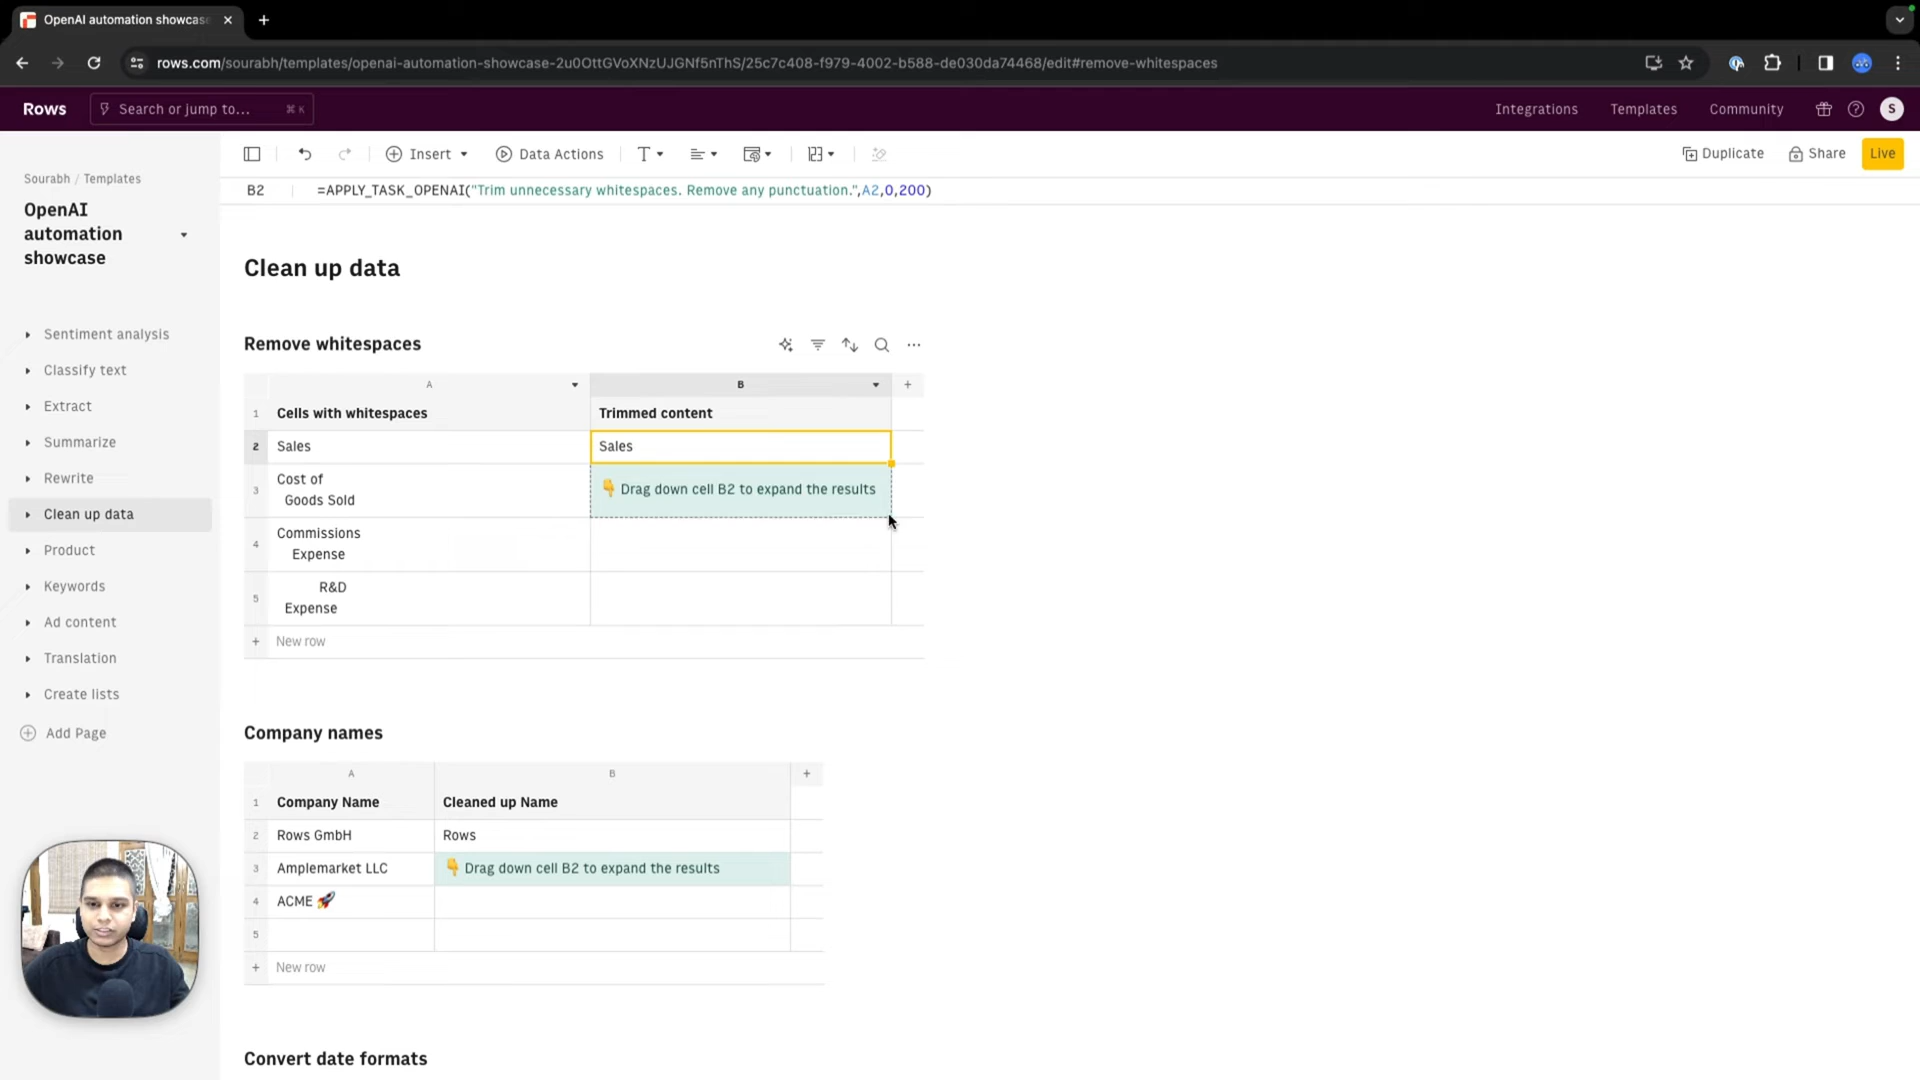 OpenAI automation showcase
rows.com/sourabh/templates/openai-automation-showcase-2u0OttGVoXNzUJGNf5nThS/25c7c408-f979-4002-b588-de030da74468/edit#remove-whitespaces
Rows
Search or jump to...
⌘ K
Integrations
Templates
Community
S
Insert
Data Actions
Duplicate
Share
Live
B2
=APPLY_TASK_OPENAI("Trim unnecessary whitespaces. Remove any punctuation.",A2,0,200)
Sourabh / Templates
OpenAI
automation
showcase
Sentiment analysis
Classify text
Extract
Summarize
Rewrite
Clean up data
Product
Keywords
Ad content
Translation
Create lists
Add Page
Clean up data
Remove whitespaces
A B
1 Cells with whitespaces Trimmed content
2 Sales Sales
3 Cost of
Goods Sold
👇 Drag down cell B2 to expand the results
4 Commissions
Expense
5 R&D
Expense
+ New row
Company names
A B +
1 Company Name Cleaned up Name
2 Rows GmbH Rows
3 Amplemarket LLC 👇 Drag down cell B2 to expand the results
4 ACME 🚀
5
+ New row
Convert date formats